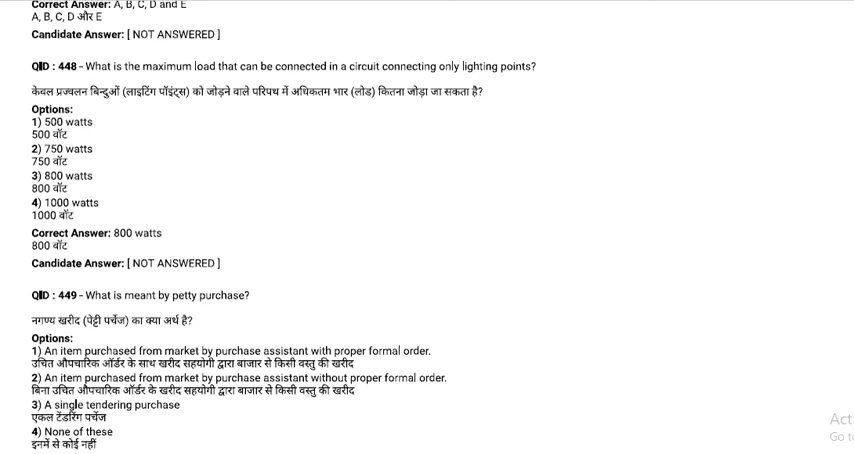 Correct Answer: A, B, C, D and E
A, B, C, D और E
Candidate Answer: [ NOT ANSWERED ]
QID : 448 - What is the maximum load that can be connected in a circuit connecting only lighting points?
केवल प्रज्वलन बिन्दुओं (लाइटिंग पॉइंट्स) को जोड़ने वाले परिपथ में अधिकतम भार (लोड) कितना जोड़ा जा सकता है?
Options:
1) 500 watts
500 वॉट
2) 750 watts
750 वॉट
3) 800 watts
800 वॉट
4) 1000 watts
1000 वॉट
Correct Answer: 800 watts
800 वॉट
Candidate Answer: [ NOT ANSWERED ]
QID : 449 - What is meant by petty purchase?
नगण्य खरीद (पेट्टी पर्चेज) का क्या अर्थ है?
Options:
1) An item purchased from market by purchase assistant with proper formal order.
उचित औपचारिक ऑर्डर के साथ खरीद सहयोगी द्वारा बाजार से किसी वस्तु की खरीद
2) An item purchased from market by purchase assistant without proper formal order.
बिना उचित औपचारिक ऑर्डर के खरीद सहयोगी द्वारा बाजार से किसी वस्तु की खरीद
3) A single tendering purchase
एकल टेंडरिंग पर्चेज
4) None of these
इनमें से कोई नहीं
Act
Go to